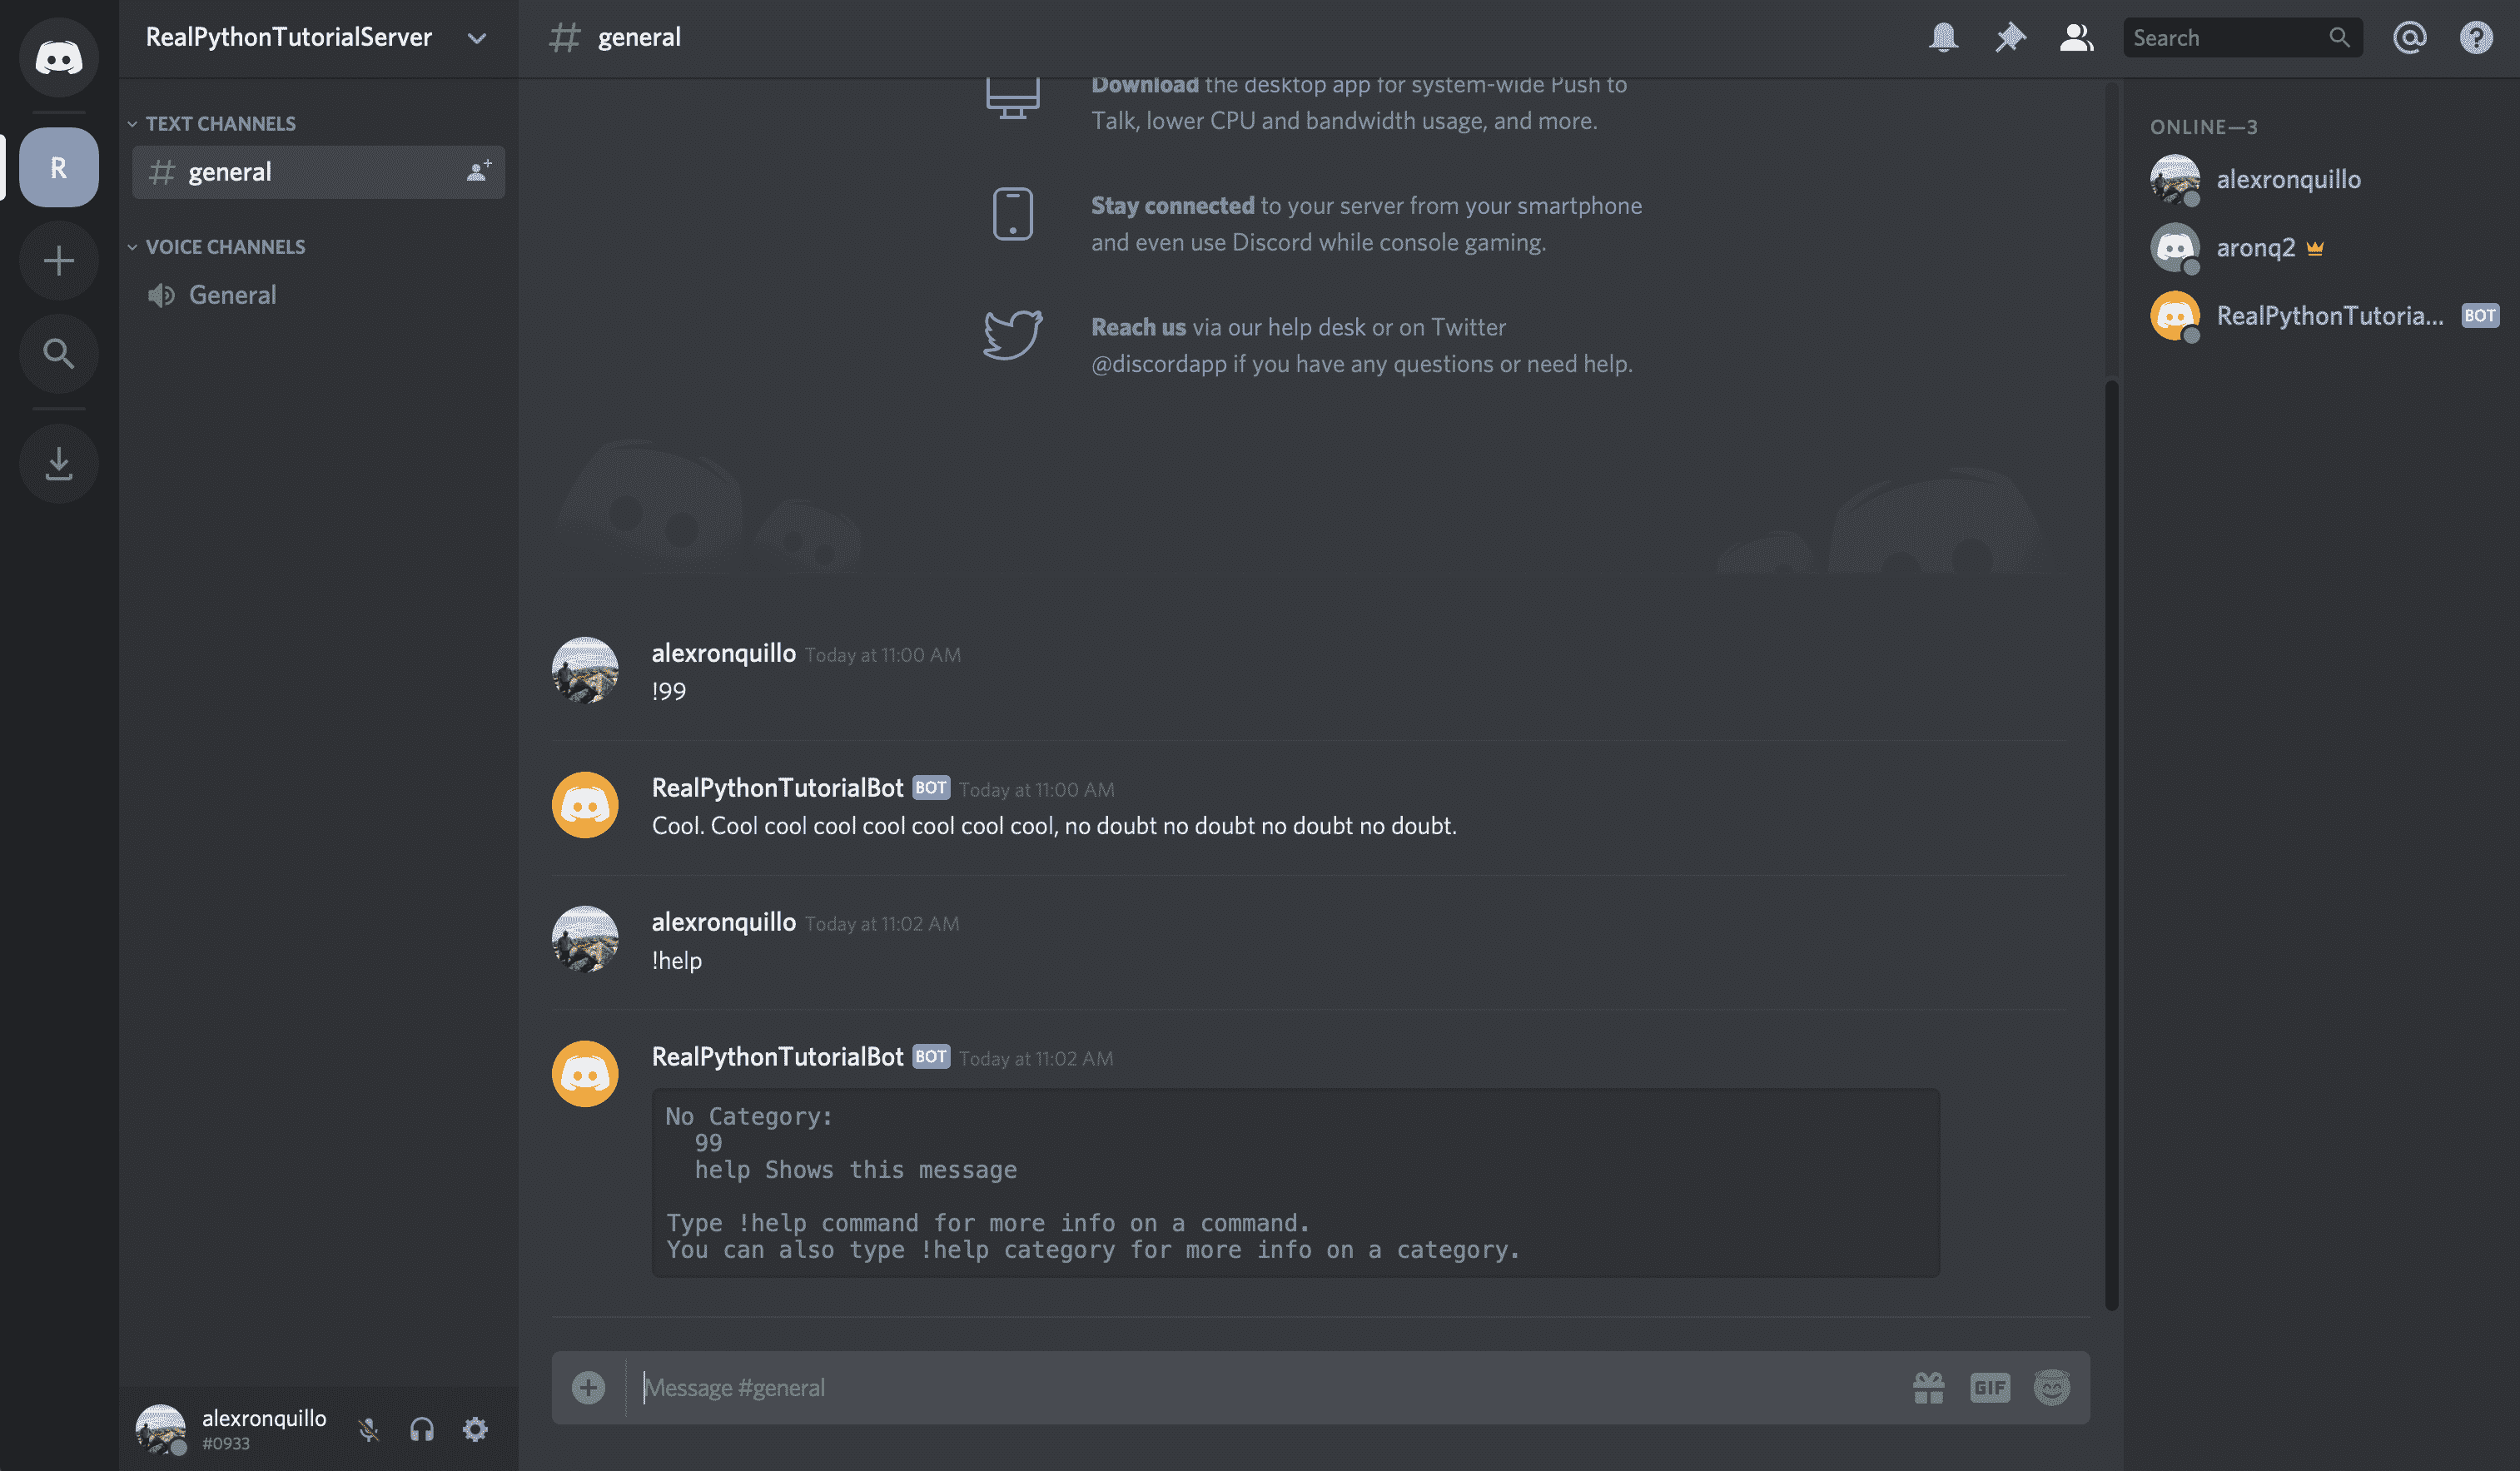 RealPythonTutorialServer
TEXT CHANNELS
general
VOICE CHANNELS
General
R
alexronquillo
#0933
general
Search
Download the desktop app for system-wide Push to
Talk, lower CPU and bandwidth usage, and more.
Stay connected to your server from your smartphone
and even use Discord while console gaming.
Reach us via our help desk or on Twitter
@discordapp if you have any questions or need help.
alexronquillo Today at 11:00 AM
!99
RealPythonTutorialBot BOT Today at 11:00 AM
Cool. Cool cool cool cool cool cool cool, no doubt no doubt no doubt no doubt.
alexronquillo Today at 11:02 AM
!help
RealPythonTutorialBot BOT Today at 11:02 AM
No Category:
99
help Shows this message
Type !help command for more info on a command.
You can also type !help category for more info on a category.
Message #general
GIF
ONLINE—3
alexronquillo
aronq2
RealPythonTutoria... BOT